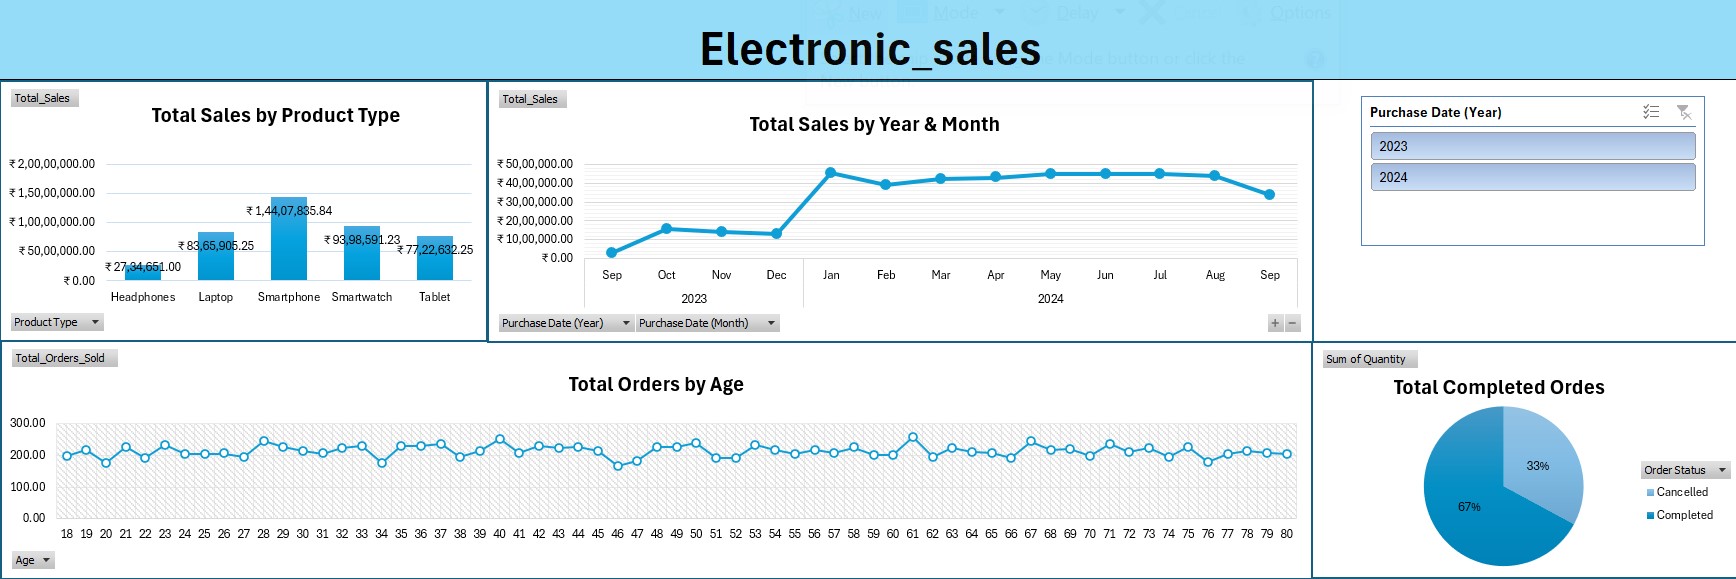 New Mode Delay Options
Mode button or click the
Electronic_sales
Total_Sales
Total Sales by Product Type
₹ 2,00,00,000.00
₹ 1,50,00,000.00
₹ 1,00,00,000.00
₹ 50,00,000.00
₹ 0.00
₹ 27,34,651.00
₹ 83,65,905.25
₹ 1,44,07,835.84
₹ 93,98,591.23
₹ 77,22,632.25
Headphones Laptop Smartphone Smartwatch Tablet
Product Type
Total_Sales
Total Sales by Year & Month
₹ 50,00,000.00
₹ 40,00,000.00
₹ 30,00,000.00
₹ 20,00,000.00
₹ 10,00,000.00
₹ 0.00
Sep Oct Nov Dec Jan Feb Mar Apr May Jun Jul Aug Sep
2023 2024
Purchase Date (Year) Purchase Date (Month)
+ −
Purchase Date (Year)
2023
2024
Total_Orders_Sold
Total Orders by Age
300.00
200.00
100.00
0.00
18 19 20 21 22 23 24 25 26 27 28 29 30 31 32 33 34 35 36 37 38 39 40 41 42 43 44 45 46 47 48 49 50 51 52 53 54 55 56 57 58 59 60 61 62 63 64 65 66 67 68 69 70 71 72 73 74 75 76 77 78 79 80
Age
Sum of Quantity
Total Completed Ordes
33%
67%
Order Status
Cancelled
Completed